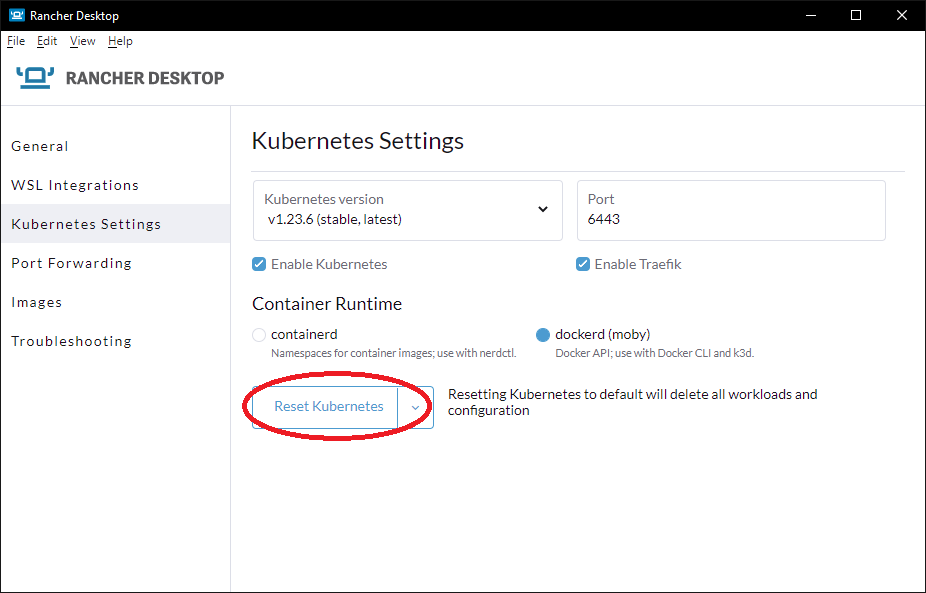 Rancher Desktop
File Edit View Help
RANCHER DESKTOP
General
WSL Integrations
Kubernetes Settings
Port Forwarding
Images
Troubleshooting
Kubernetes Settings
Kubernetes version
v1.23.6 (stable, latest)
Port
6443
Enable Kubernetes
Enable Traefik
Container Runtime
containerd
Namespaces for container images; use with nerdctl.
dockerd (moby)
Docker API; use with Docker CLI and k3d.
Reset Kubernetes
Resetting Kubernetes to default will delete all workloads and
configuration